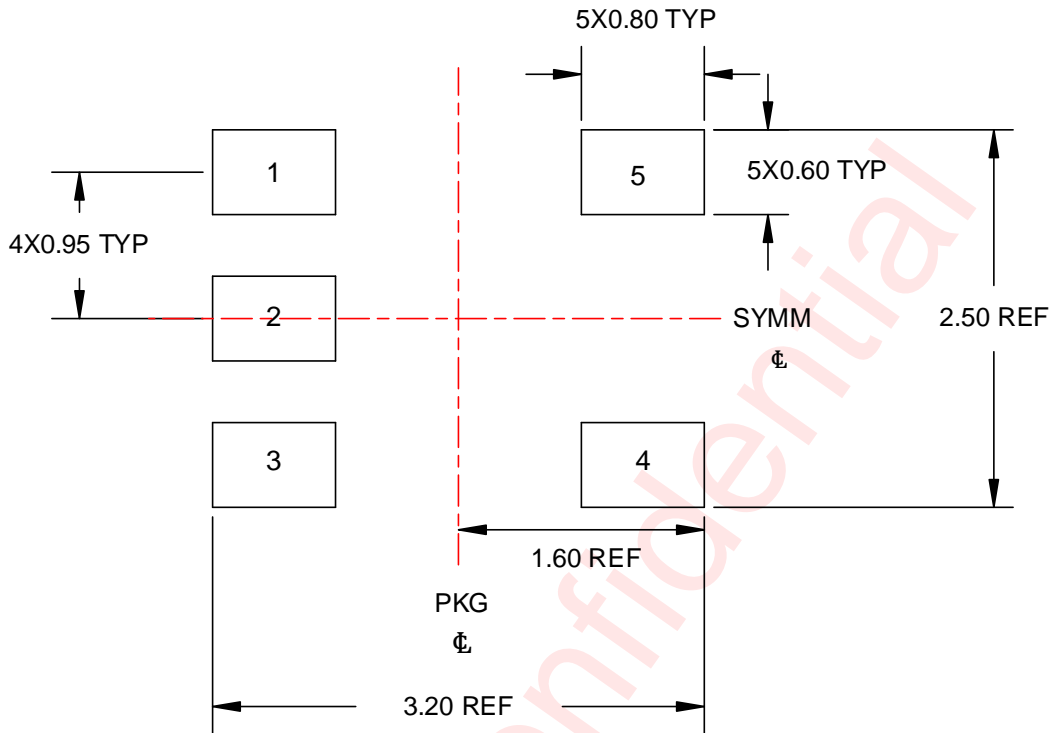 5X0.80 TYP
1
5
5X0.60 TYP
4X0.95 TYP
2
SYMM
℄
2.50 REF
3
4
1.60 REF
PKG
℄
3.20 REF
nfidential